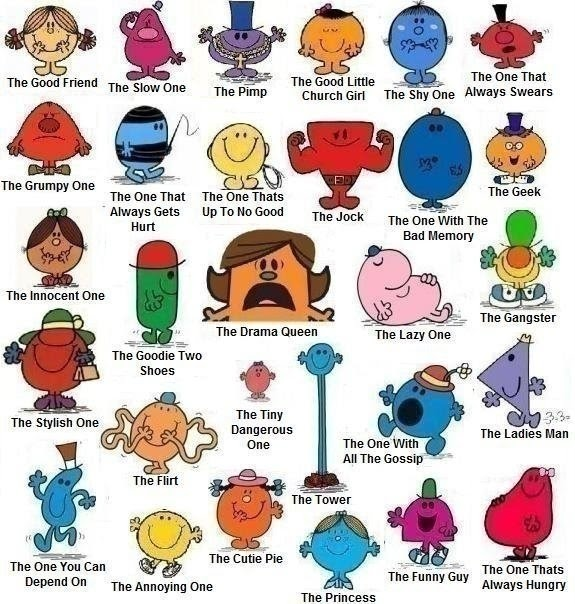 The Good Friend
The Slow One
The Pimp
The Good Little
Church Girl
The Shy One
The One That
Always Swears
The Grumpy One
The One That
Always Gets
Hurt
The One Thats
Up To No Good
The Jock
The One With The
Bad Memory
The Geek
The Innocent One
The Goodie Two
Shoes
The Drama Queen
The Lazy One
The Gangster
The Stylish One
The Flirt
The Tiny
Dangerous
One
The Tower
The One With
All The Gossip
The Ladies Man
The One You Can
Depend On
The Annoying One
The Cutie Pie
The Princess
The Funny Guy
The One Thats
Always Hungry